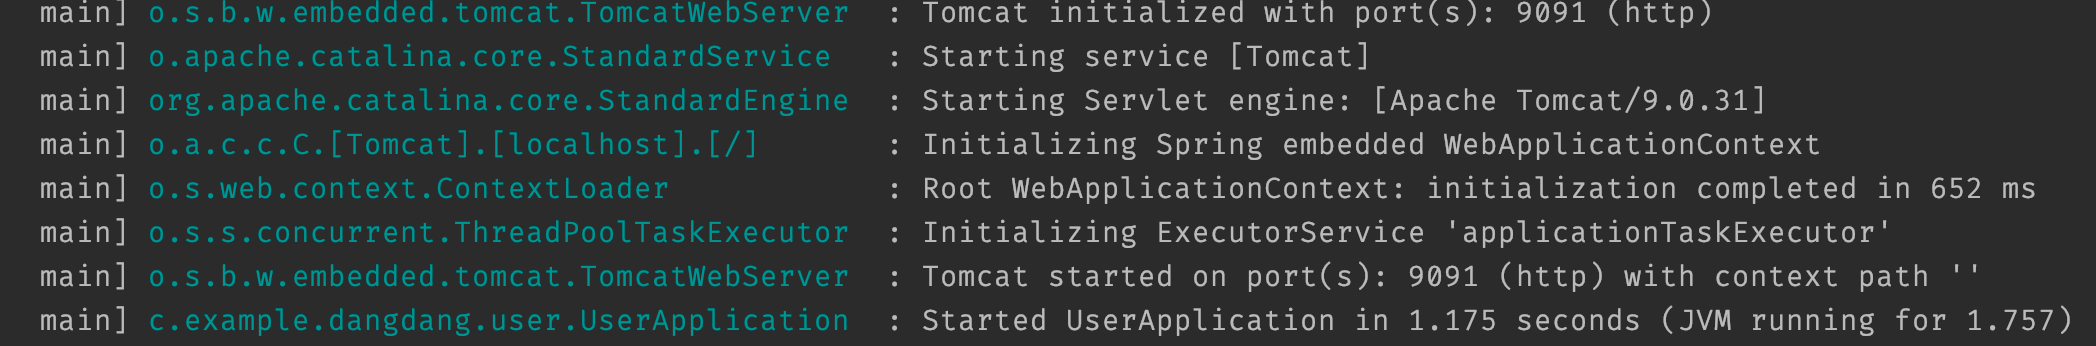 main] o.s.b.w.embedded.tomcat.TomcatWebServer  : Tomcat initialized with port(s): 9091 (http)
main] o.apache.catalina.core.StandardService   : Starting service [Tomcat]
main] org.apache.catalina.core.StandardEngine  : Starting Servlet engine: [Apache Tomcat/9.0.31]
main] o.a.c.c.C.[Tomcat].[localhost].[/]       : Initializing Spring embedded WebApplicationContext
main] o.s.web.context.ContextLoader            : Root WebApplicationContext: initialization completed in 652 ms
main] o.s.s.concurrent.ThreadPoolTaskExecutor  : Initializing ExecutorService 'applicationTaskExecutor'
main] o.s.b.w.embedded.tomcat.TomcatWebServer  : Tomcat started on port(s): 9091 (http) with context path ''
main] c.example.dangdang.user.UserApplication  : Started UserApplication in 1.175 seconds (JVM running for 1.757)